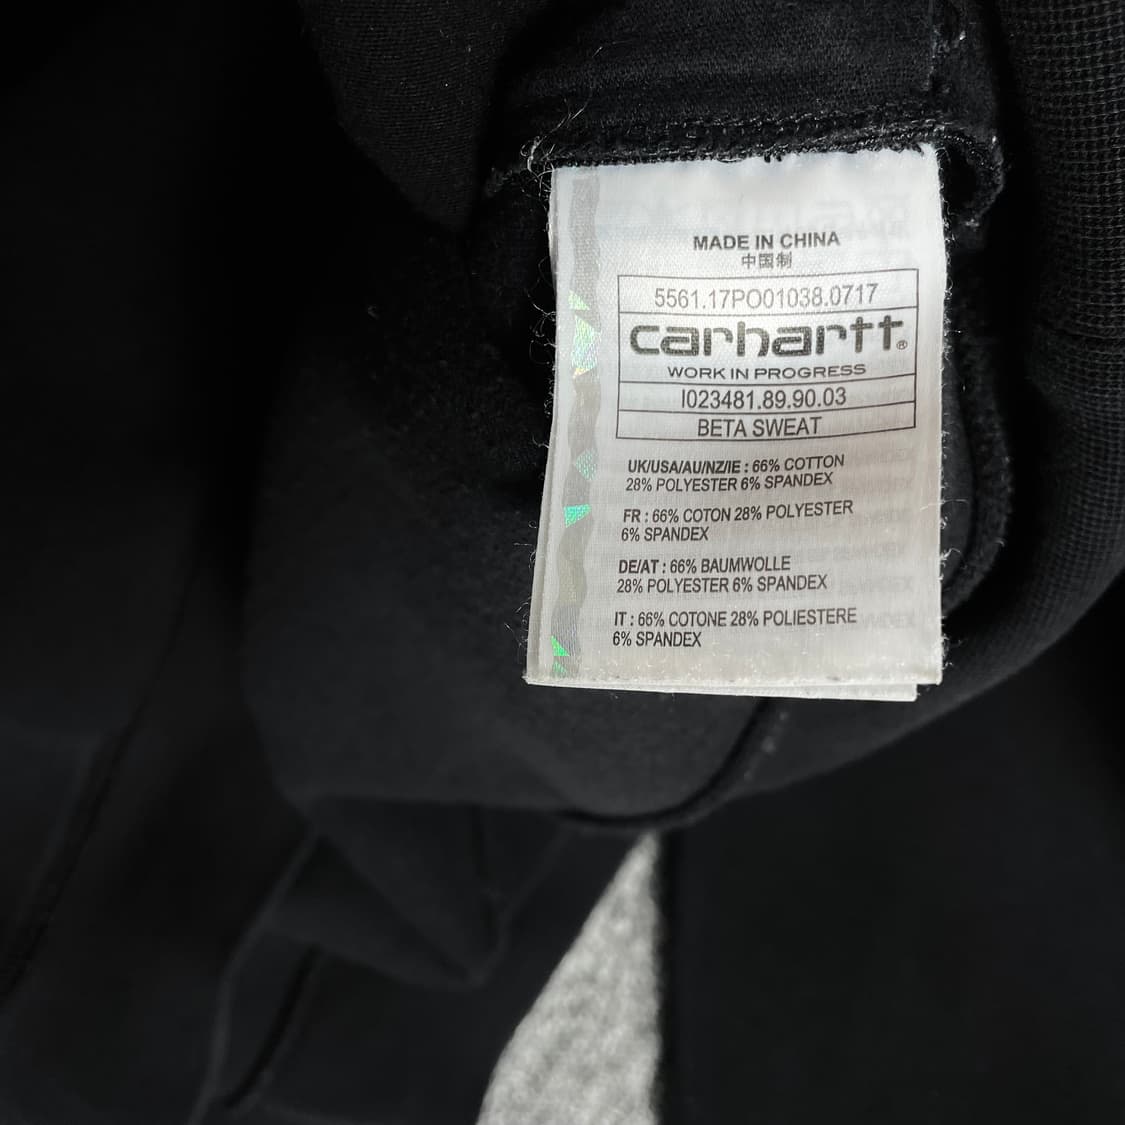 MADE IN CHINA
中国制
5561.17PO01038.0717
carhartt®
WORK IN PROGRESS
I023481.89.90.03
BETA SWEAT
UK/USA/AU/NZ/IE : 66% COTTON
28% POLYESTER 6% SPANDEX
FR : 66% COTON 28% POLYESTER
6% SPANDEX
DE/AT : 66% BAUMWOLLE
28% POLYESTER 6% SPANDEX
IT : 66% COTONE 28% POLIESTERE
6% SPANDEX